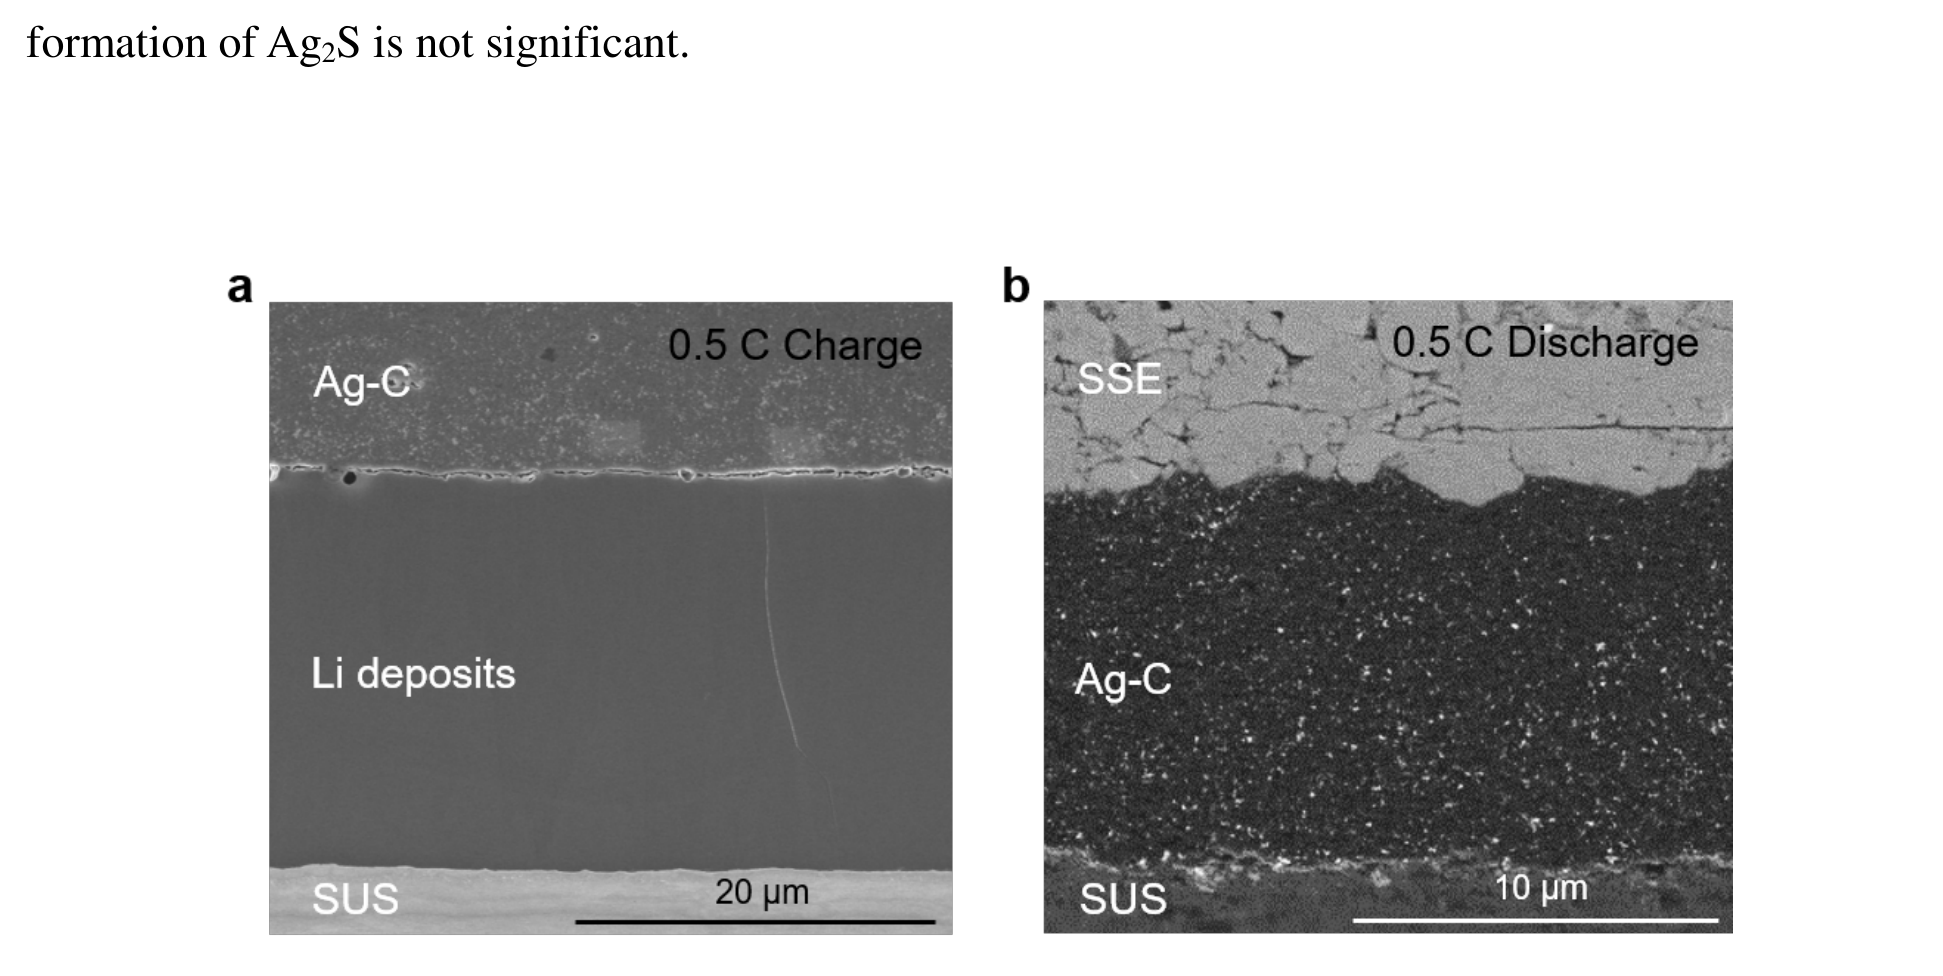 formation of Ag₂S is not significant.
a
b
0.5 C Charge
Ag-C
Li deposits
SUS
20 µm
0.5 C Discharge
SSE
Ag-C
SUS
10 µm